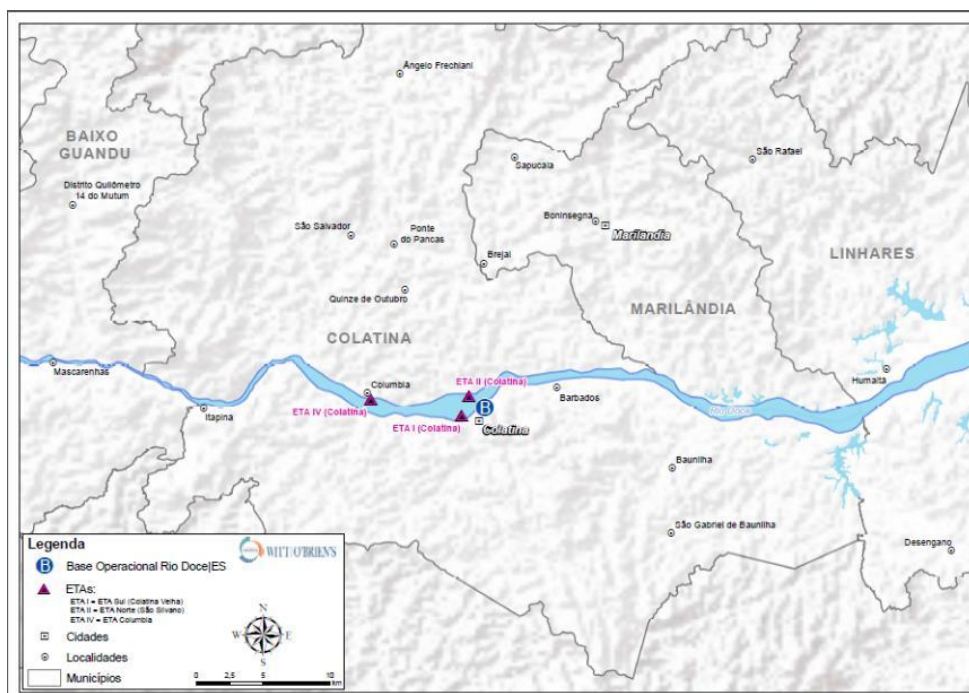 Ângelo Frechiani
BAIXO
GUANDU
São Rafael
Sapucaia
Distrito Quilômetro
14 do Mutum
Boninsegna
Marilandia
São Salvador
Ponte
do Pancas
Brejal
LINHARES
Quinze de Outubro
MARILÂNDIA
COLATINA
Mascarenhas
Humaitá
Columbia
ETA II (Colatina)
Barbados
Itapina
ETA IV (Colatina)
B
Rio Doce
ETA I (Colatina)
Colatina
Baunilha
São Gabriel de Baunilha
Desengano
Legenda
WITT|O'BRIEN'S
B Base Operacional Rio Doce|ES
ETAs:
ETA I = ETA Sul (Colatina Velha)
ETA II = ETA Norte (São Silvano)
ETA IV = ETA Columbia
Cidades
Localidades
Municípios
N
W E
S
0 2,5 5 10
km